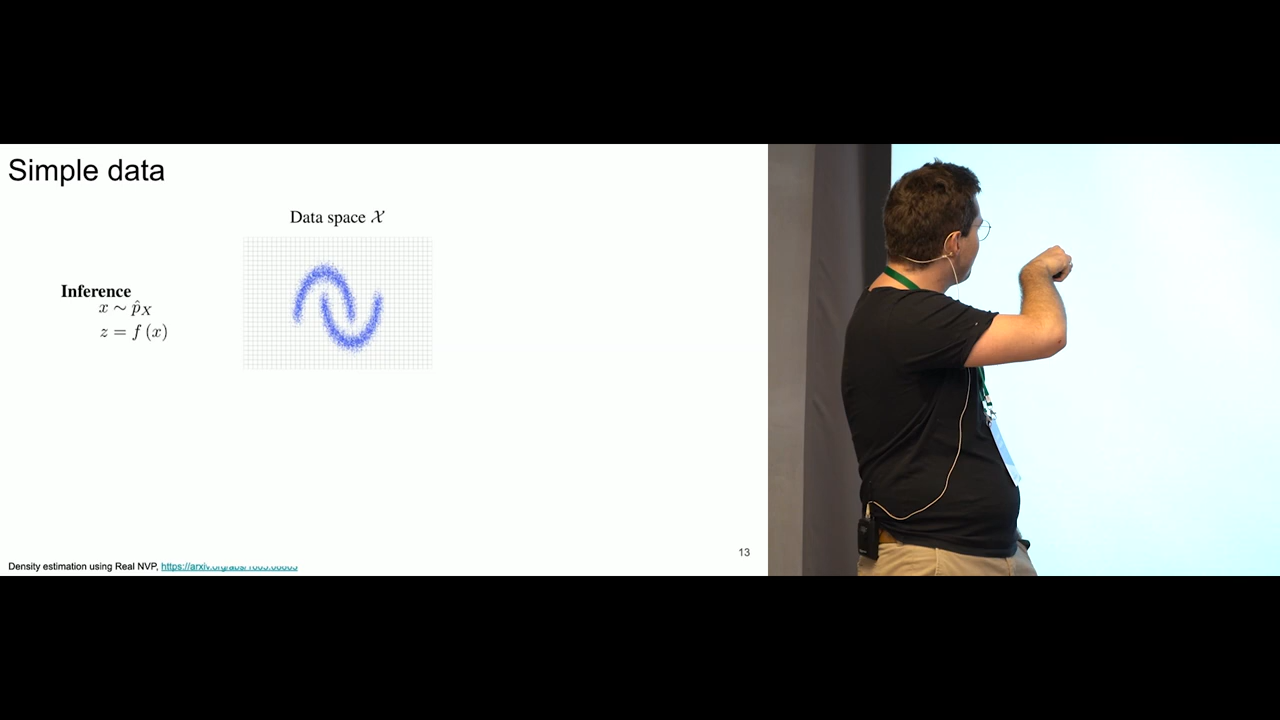 Simple data
Data space 𝒳
Inference
x ∼ p̂_X
z = f (x)
13
Density estimation using Real NVP,